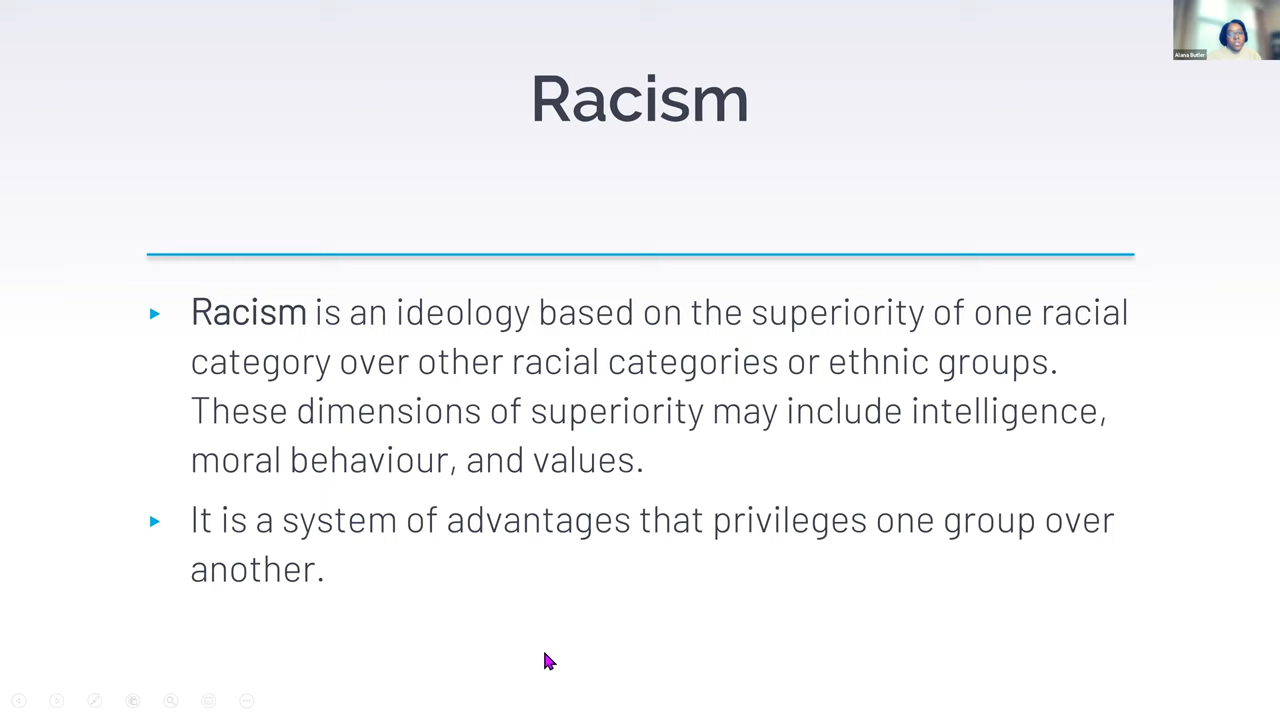 Alana Butler
Racism
Racism is an ideology based on the superiority of one racial
category over other racial categories or ethnic groups.
These dimensions of superiority may include intelligence,
moral behaviour, and values.
It is a system of advantages that privileges one group over
another.